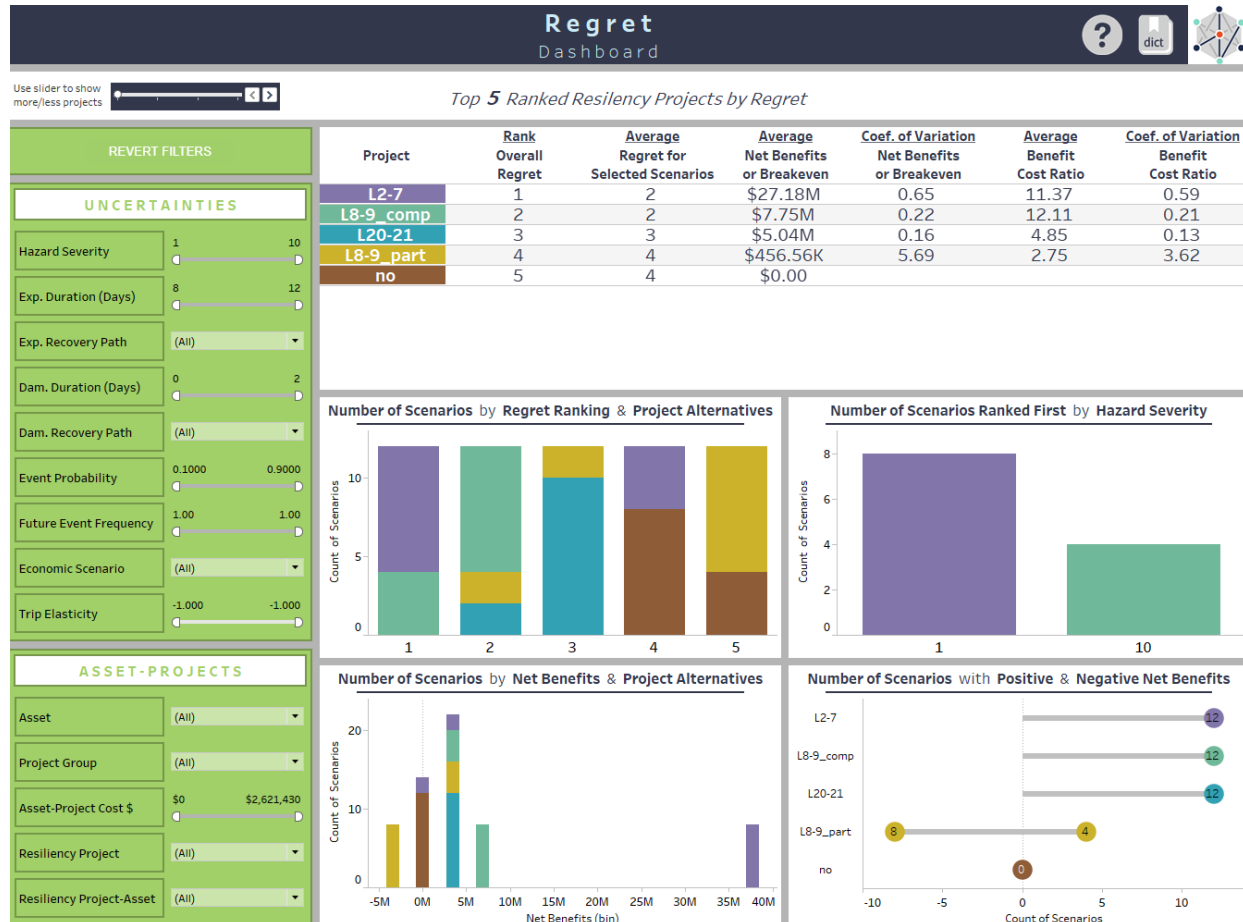 Regret
Dashboard
?
dict
Use slider to show
more/less projects
Top 5 Ranked Resilency Projects by Regret
REVERT FILTERS
UNCERTAINTIES
Hazard Severity 1 10
Exp. Duration (Days) 8 12
Exp. Recovery Path (All)
Dam. Duration (Days) 0 2
Dam. Recovery Path (All)
Event Probability 0.1000 0.9000
Future Event Frequency 1.00 1.00
Economic Scenario (All)
Trip Elasticity -1.000 -1.000
ASSET-PROJECTS
Asset (All)
Project Group (All)
Asset-Project Cost $ $0 $2,621,430
Resiliency Project (All)
Resiliency Project-Asset (All)
Rank Average Average Coef. of Variation Average Coef. of Variation
Project Overall Regret for Net Benefits Net Benefits Benefit Benefit
Regret Selected Scenarios or Breakeven or Breakeven Cost Ratio Cost Ratio
L2-7 1 2 $27.18M 0.65 11.37 0.59
L8-9_comp 2 2 $7.75M 0.22 12.11 0.21
L20-21 3 3 $5.04M 0.16 4.85 0.13
L8-9_part 4 4 $456.56K 5.69 2.75 3.62
no 5 4 $0.00
Number of Scenarios by Regret Ranking & Project Alternatives
Count of Scenarios
10
5
0
1 2 3 4 5
Number of Scenarios Ranked First by Hazard Severity
Count of Scenarios
8
6
4
2
0
1 10
Number of Scenarios by Net Benefits & Project Alternatives
Count of Scenarios
20
10
0
-5M 0M 5M 10M 15M 20M 25M 30M 35M 40M
Net Benefits (bin)
Number of Scenarios with Positive & Negative Net Benefits
L2-7 12
L8-9_comp 12
L20-21 12
L8-9_part 8 4
no 0
-10 -5 0 5 10
Count of Scenarios